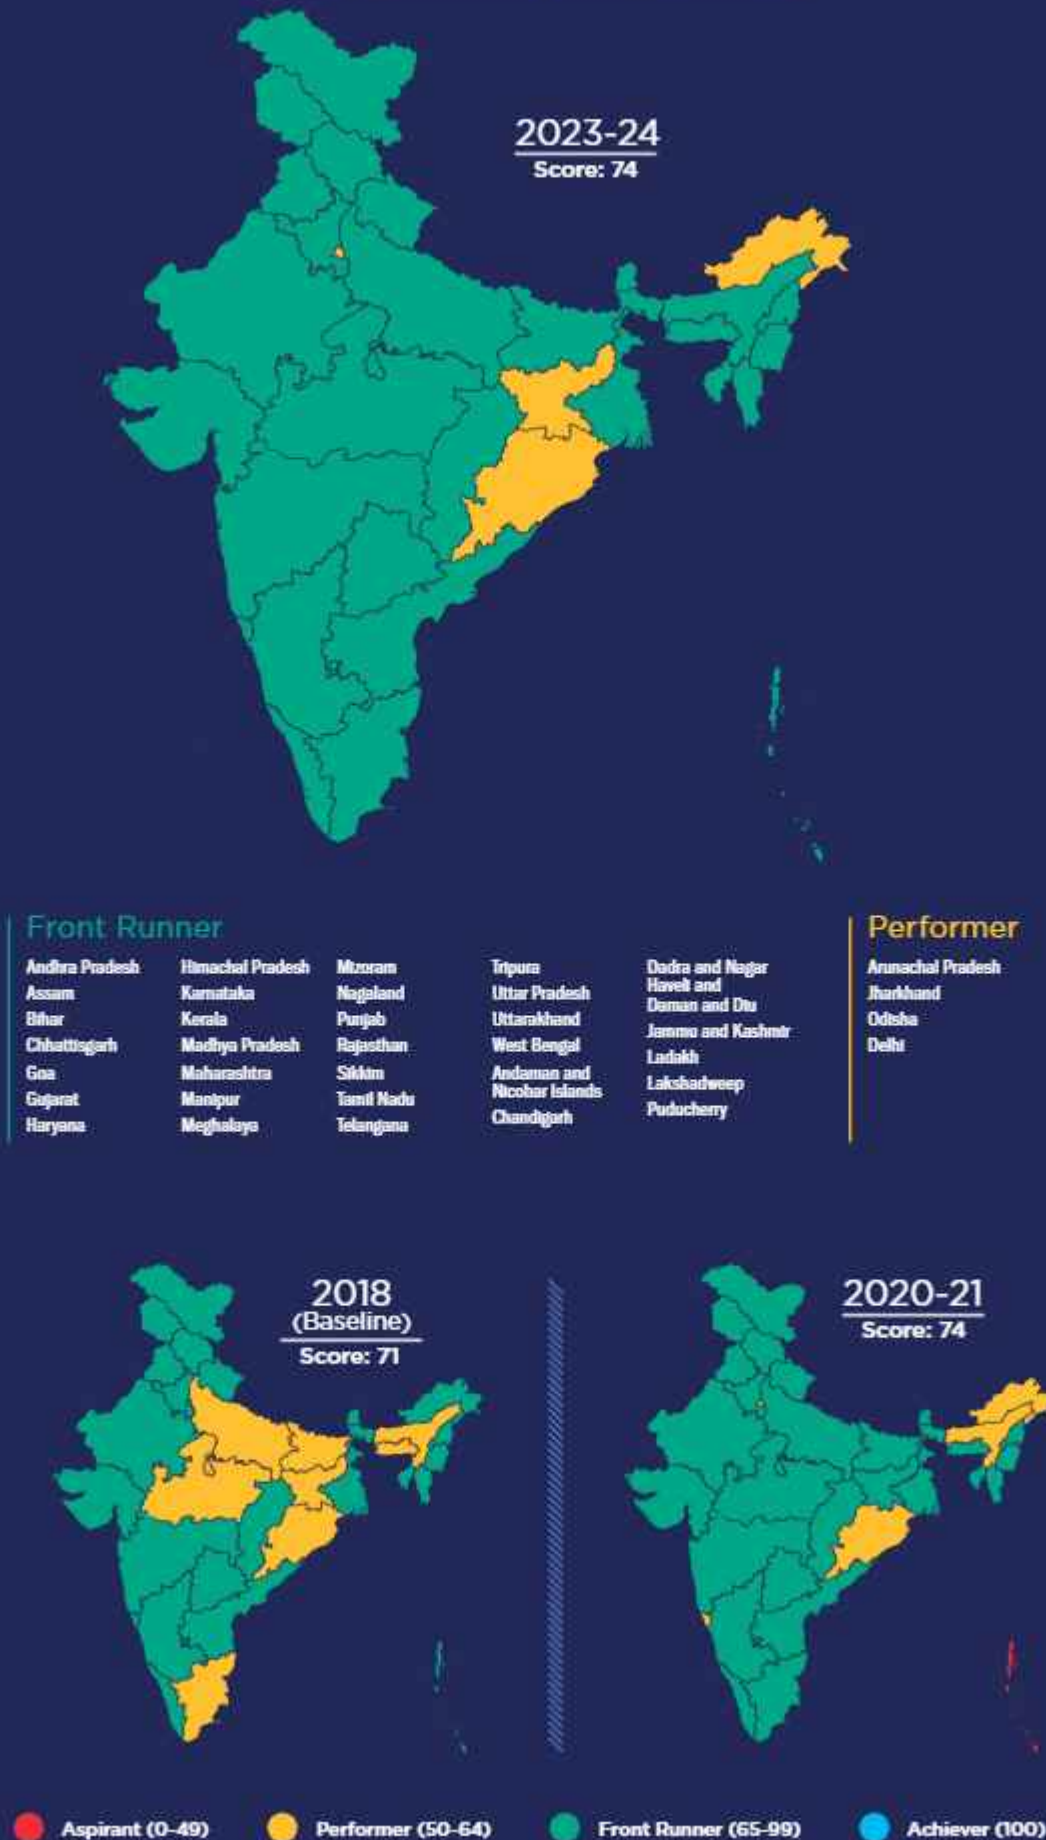 2023-24
Score: 74
Front Runner
Andhra Pradesh
Assam
Bihar
Chhattisgarh
Goa
Gujarat
Haryana
Himachal Pradesh
Karnataka
Kerala
Madhya Pradesh
Maharashtra
Manipur
Meghalaya
Mizoram
Nagaland
Punjab
Rajasthan
Sikkim
Tamil Nadu
Telangana
Tripura
Uttar Pradesh
Uttarakhand
West Bengal
Andaman and
Nicobar Islands
Chandigarh
Dadra and Nagar
Haveli and
Daman and Diu
Jammu and Kashmir
Ladakh
Lakshadweep
Puducherry
Performer
Arunachal Pradesh
Jharkhand
Odisha
Delhi
2018
(Baseline)
Score: 71
2020-21
Score: 74
Aspirant (0-49)
Performer (50-64)
Front Runner (65-99)
Achiever (100)